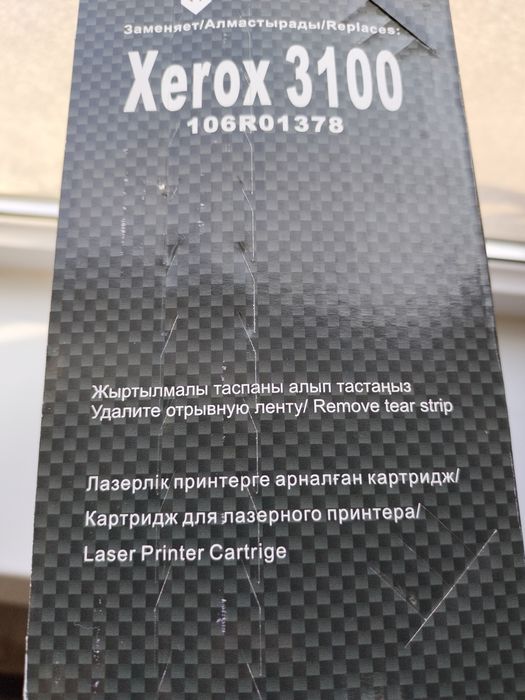 Заменяет/Алмастырады/Replaces:
Xerox 3100
106R01378
Жыртылмалы таспаны алып тастаңыз
Удалите отрывную ленту/ Remove tear strip
Лазерлік принтерге арналған картридж/
Картридж для лазерного принтера/
Laser Printer Cartrige